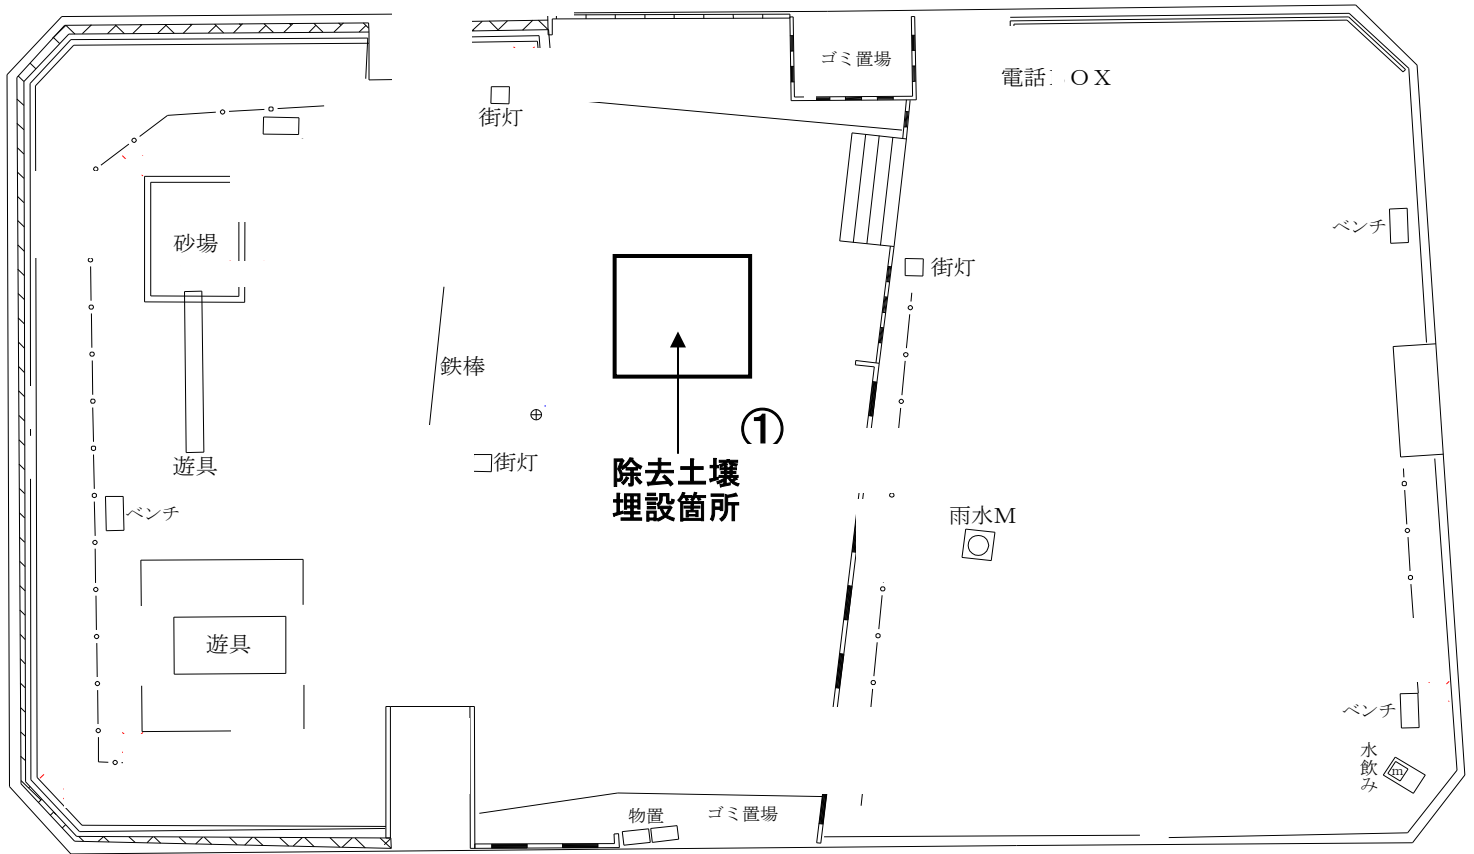 ゴミ置場
電話 OX
街灯
砂場
ベンチ
街灯
鉄棒
①
遊具
街灯
除去土壌
埋設箇所
ベンチ
雨水M
遊具
ベンチ
水飲み
m
物置
ゴミ置場